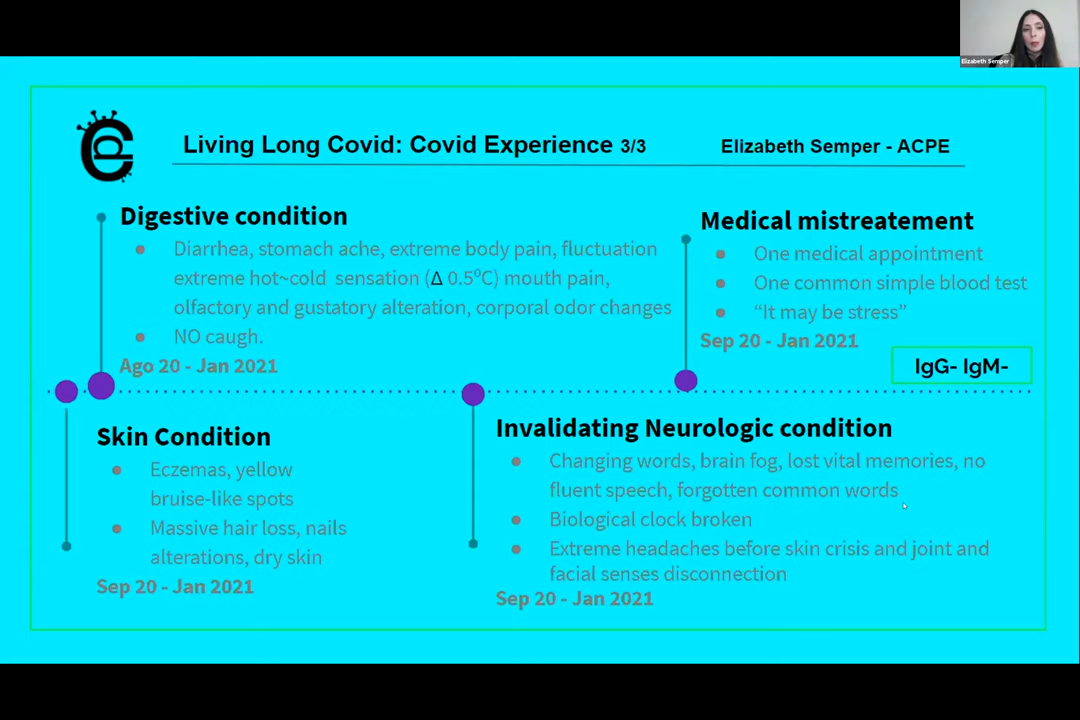 Elizabeth Semper
Living Long Covid: Covid Experience 3/3
Elizabeth Semper - ACPE
Digestive condition
Diarrhea, stomach ache, extreme body pain, fluctuation
extreme hot~cold sensation (Δ 0.5ºC) mouth pain,
olfactory and gustatory alteration, corporal odor changes
NO caugh.
Ago 20 - Jan 2021
Medical mistreatement
One medical appointment
One common simple blood test
“It may be stress”
Sep 20 - Jan 2021
IgG- IgM-
Skin Condition
Eczemas, yellow
bruise-like spots
Massive hair loss, nails
alterations, dry skin
Sep 20 - Jan 2021
Invalidating Neurologic condition
Changing words, brain fog, lost vital memories, no
fluent speech, forgotten common words
Biological clock broken
Extreme headaches before skin crisis and joint and
facial senses disconnection
Sep 20 - Jan 2021